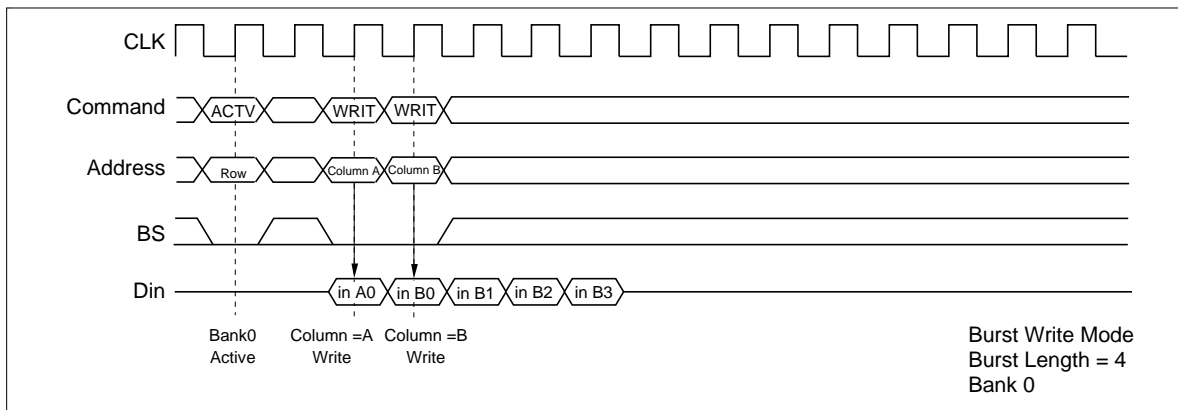 CLK
Command ACTV WRIT WRIT
Address Row Column A Column B
BS
Din in A0 in B0 in B1 in B2 in B3
Bank0 Column =A Column =B
Active Write Write
Burst Write Mode
Burst Length = 4
Bank 0